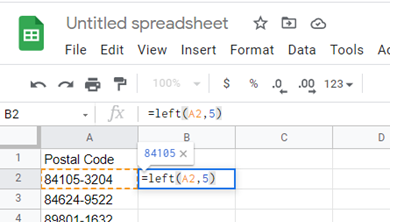 Untitled spreadsheet
File Edit View Insert Format Data Tools
100% $ % .0 .00 123
B2 fx =left(A2,5)
A B C D
1 Postal Code 84105 ×
2 84105-3204 =left(A2,5)
3 84624-9522
4 89801-1632